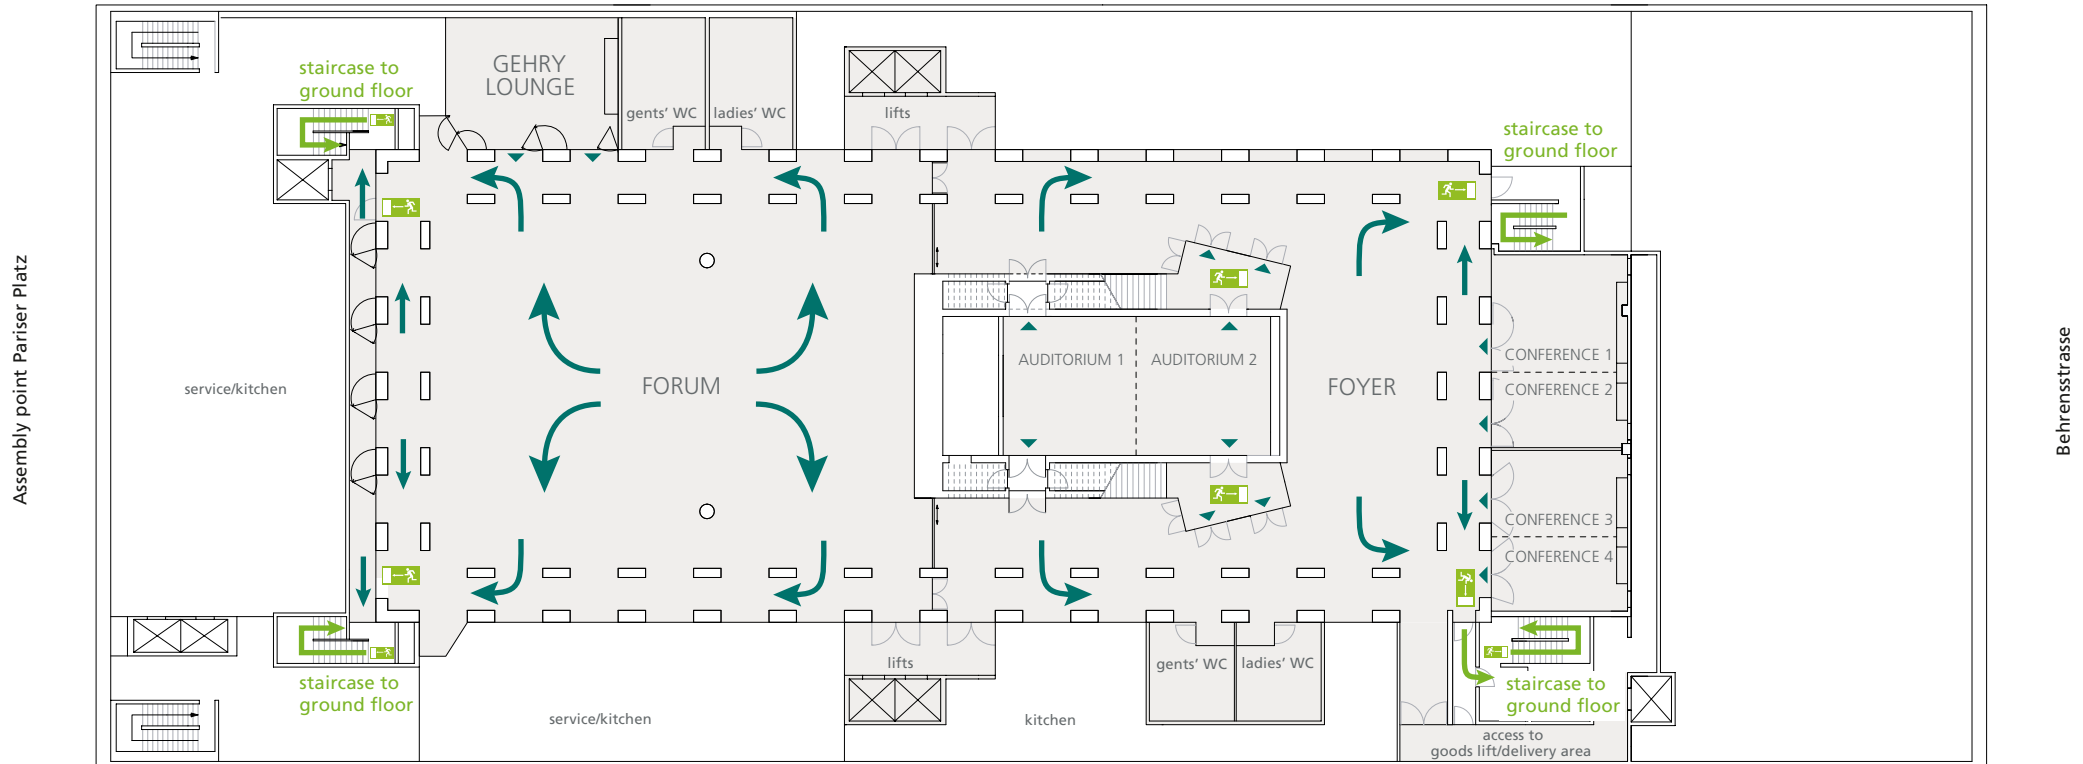 Assembly point Pariser Platz
staircase to
ground floor
GEHRY
LOUNGE
gents’ WC
ladies’ WC
lifts
staircase to
ground floor
service/kitchen
FORUM
AUDITORIUM 1
AUDITORIUM 2
FOYER
CONFERENCE 1
CONFERENCE 2
CONFERENCE 3
CONFERENCE 4
Behrensstrasse
staircase to
ground floor
service/kitchen
lifts
kitchen
gents’ WC
ladies’ WC
staircase to
ground floor
access to
goods lift/delivery area